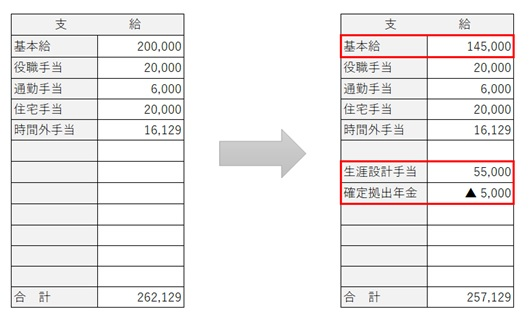 支 給
基本給 200,000
役職手当 20,000
通勤手当 6,000
住宅手当 20,000
時間外手当 16,129
合 計 262,129
支 給
基本給 145,000
役職手当 20,000
通勤手当 6,000
住宅手当 20,000
時間外手当 16,129
生涯設計手当 55,000
確定拠出年金 ▲ 5,000
合 計 257,129